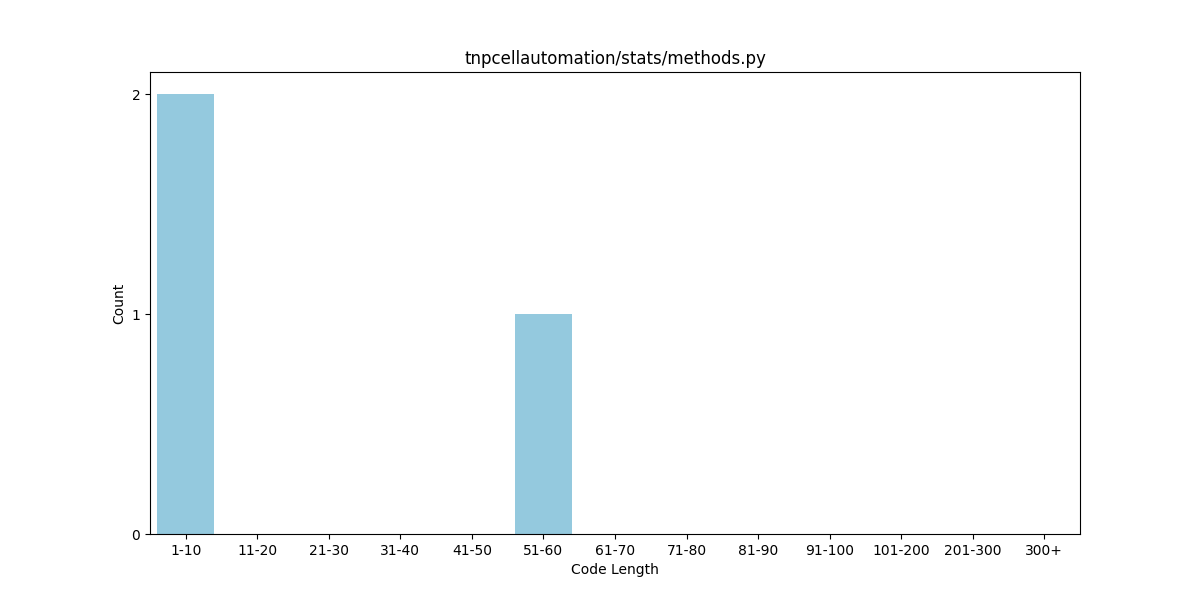 tnpcellautomation/stats/methods.py
2
1
0
Count
1-10 11-20 21-30 31-40 41-50 51-60 61-70 71-80 81-90 91-100 101-200 201-300 300+
Code Length